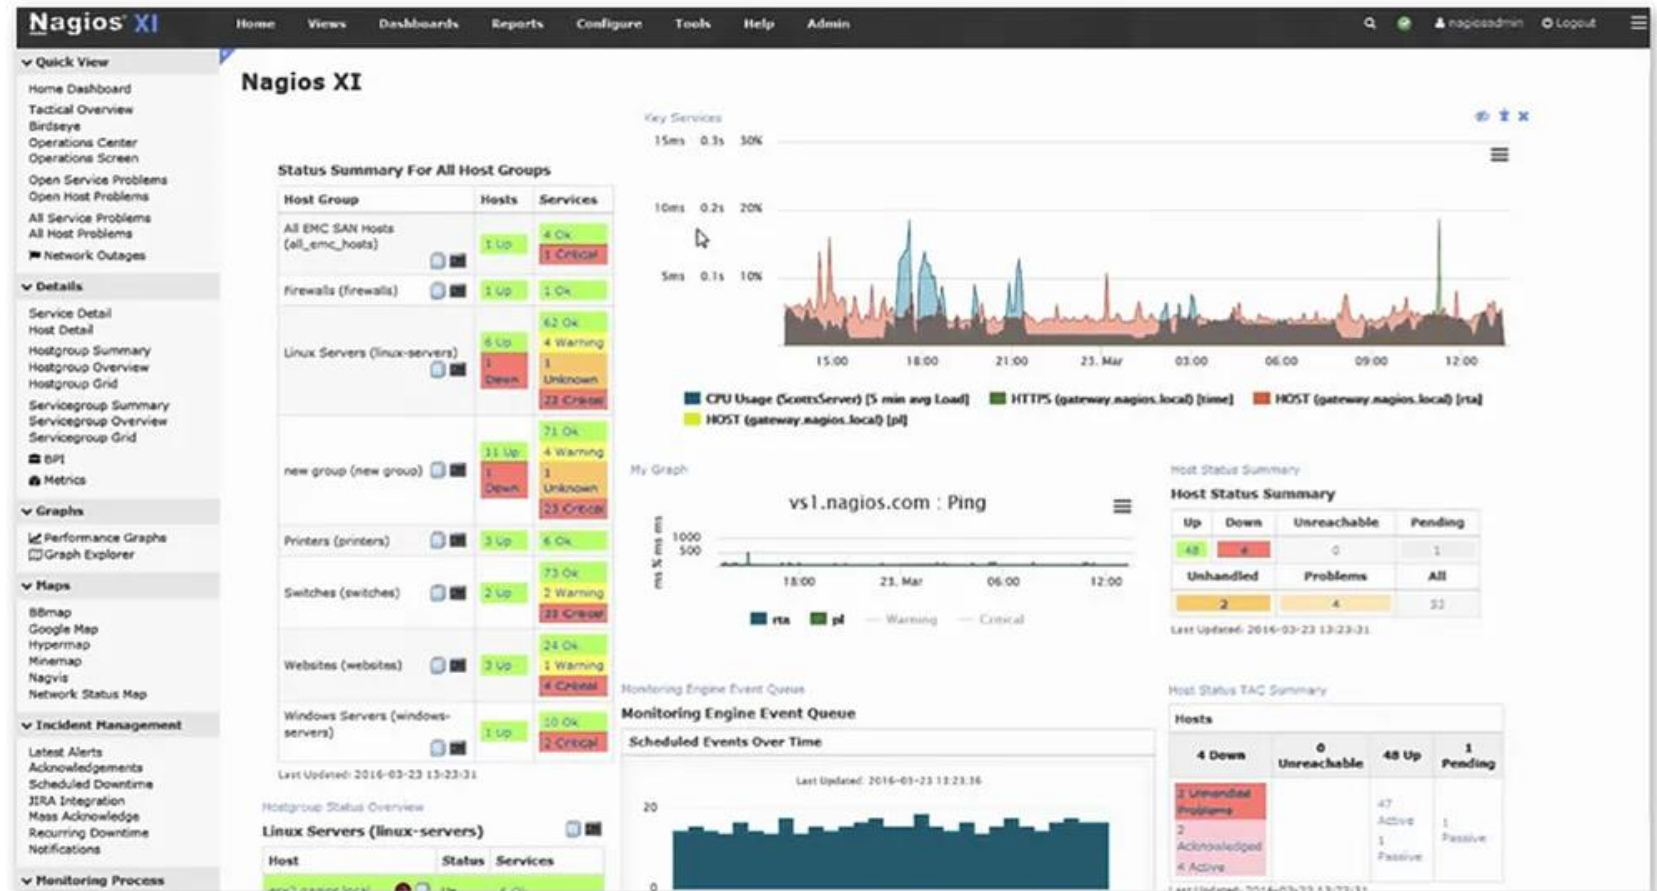 Nagios XI
Home Views Dashboards Reports Configure Tools Help Admin
nagiosadmin Logout
Quick View
Home Dashboard
Tactical Overview
Birdseye
Operations Center
Operations Screen
Open Service Problems
Open Host Problems
All Service Problems
All Host Problems
Network Outages
Details
Service Detail
Host Detail
Hostgroup Summary
Hostgroup Overview
Hostgroup Grid
Servicegroup Summary
Servicegroup Overview
Servicegroup Grid
BPI
Metrics
Graphs
Performance Graphs
Graph Explorer
Maps
BBmap
Google Map
Hypermap
Minemap
Nagvis
Network Status Map
Incident Management
Latest Alerts
Acknowledgements
Scheduled Downtime
JIRA Integration
Mass Acknowledge
Recurring Downtime
Notifications
Monitoring Process
Nagios XI
Status Summary For All Host Groups
Host Group Hosts Services
All EMC SAN Hosts
(all_emc_hosts)
1 Up
4 Ok
1 Critical
Firewalls (firewalls) 1 Up 1 Ok
Linux Servers (linux-servers)
6 Up
1
Down
62 Ok
4 Warning
1
Unknown
23 Critical
new group (new group)
11 Up
1
Down
71 Ok
4 Warning
1
Unknown
23 Critical
Printers (printers) 3 Up 6 Ok
Switches (switches) 2 Up
73 Ok
2 Warning
Critical
Websites (websites) 3 Up
24 Ok
1 Warning
4 Critical
Windows Servers (windows-
servers)
1 Up
10 Ok
2 Critical
Last Updated: 2016-03-23 13:23:31
Hostgroup Status Overview
Linux Servers (linux-servers)
Host Status Services
Up
Key Services
15ms 0.3s 30%
10ms 0.2s 20%
5ms 0.1s 10%
15:00 18:00 21:00 23. Mar 03:00 06:00 09:00 12:00
CPU Usage (ScottsServer) [5 min avg Load] HTTPS (gateway.nagios.local) [time] HOST (gateway.nagios.local) [rta]
HOST (gateway.nagios.local) [pl]
My Graph
vs1.nagios.com : Ping
ms % ms ms
1000
500
18:00 23. Mar 06:00 12:00
rta pl Warning Critical
Host Status Summary
Host Status Summary
Up Down Unreachable Pending
48 4 0 1
Unhandled Problems All
2 4 53
Last Updated: 2016-03-23 13:23:31
Monitoring Engine Event Queue
Monitoring Engine Event Queue
Scheduled Events Over Time
Last Updated: 2016-03-23 13:23:36
20
0
Host Status TAC Summary
Hosts
4 Down
0
Unreachable
48 Up
1
Pending
2 Unhandled
Problems
2
Acknowledged
4 Active
47
Active
1
Passive
1
Passive
Last Updated: 2016-03-23 13:23:31